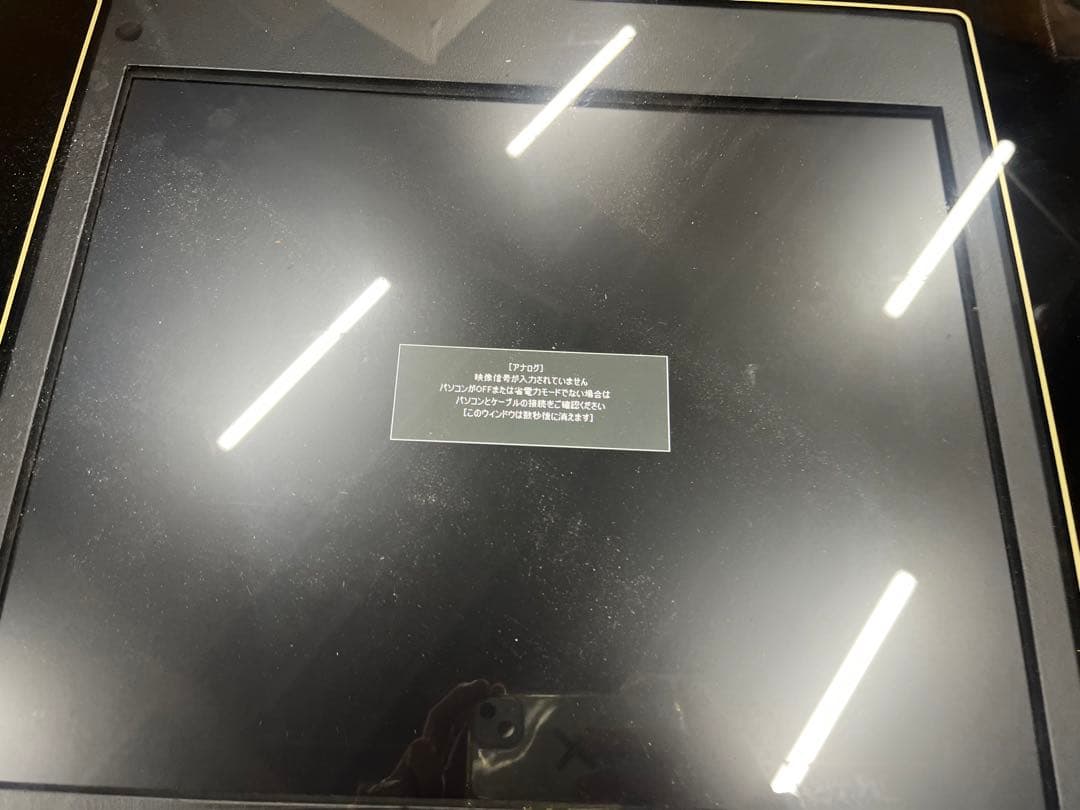 [アナログ]
映像信号が入力されていません
パソコンがOFFまたは省電力モードでない場合は
パソコンとケーブルの接続をご確認ください
[このウィンドウは数秒後に消えます]